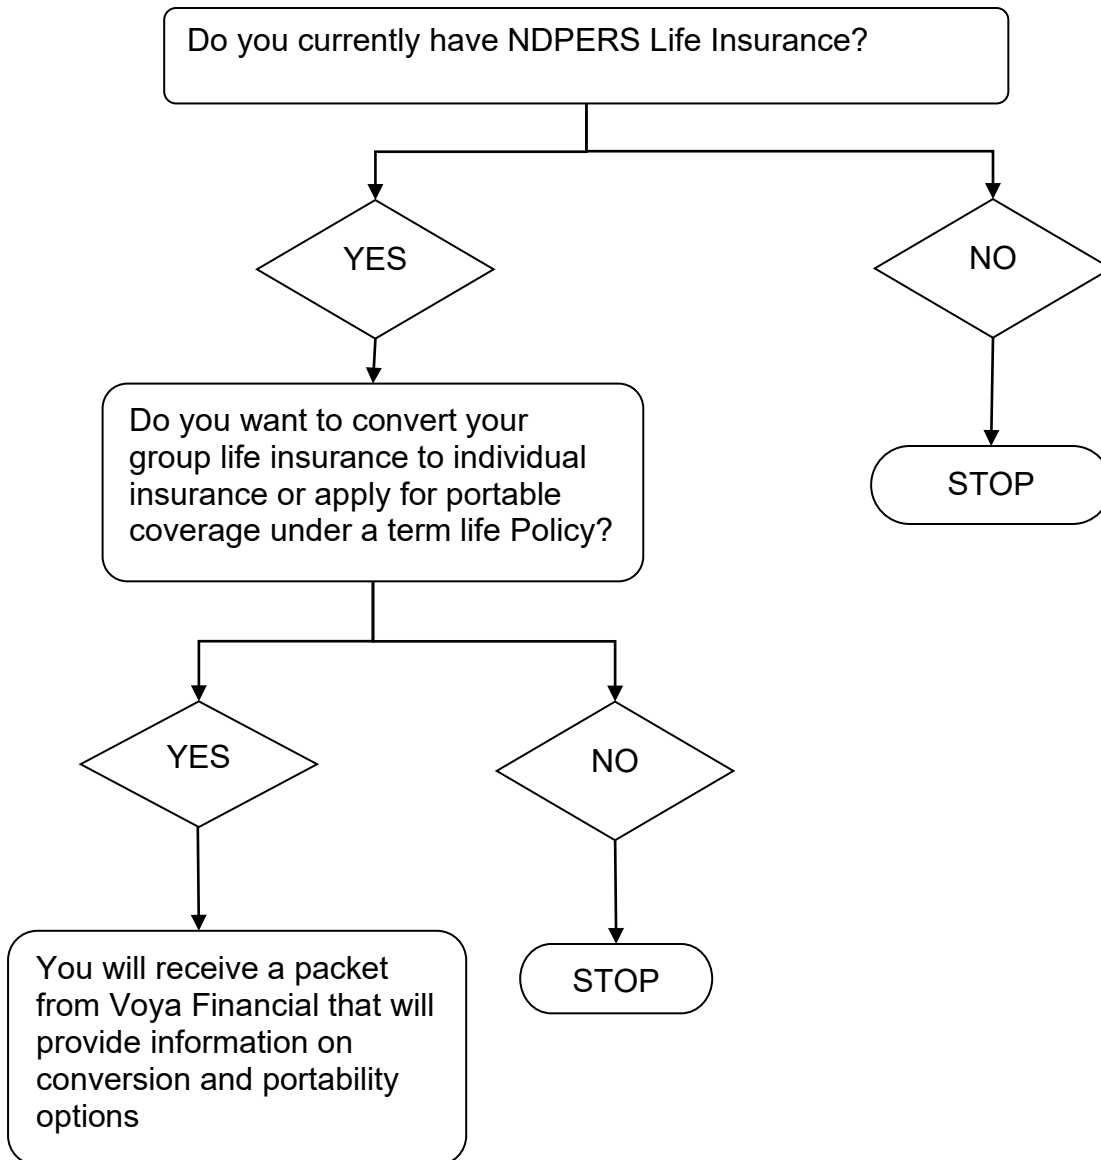 Do you currently have NDPERS Life Insurance?
YES
NO
Do you want to convert your
group life insurance to individual
insurance or apply for portable
coverage under a term life Policy?
STOP
YES
NO
You will receive a packet
from Voya Financial that will
provide information on
conversion and portability
options
STOP